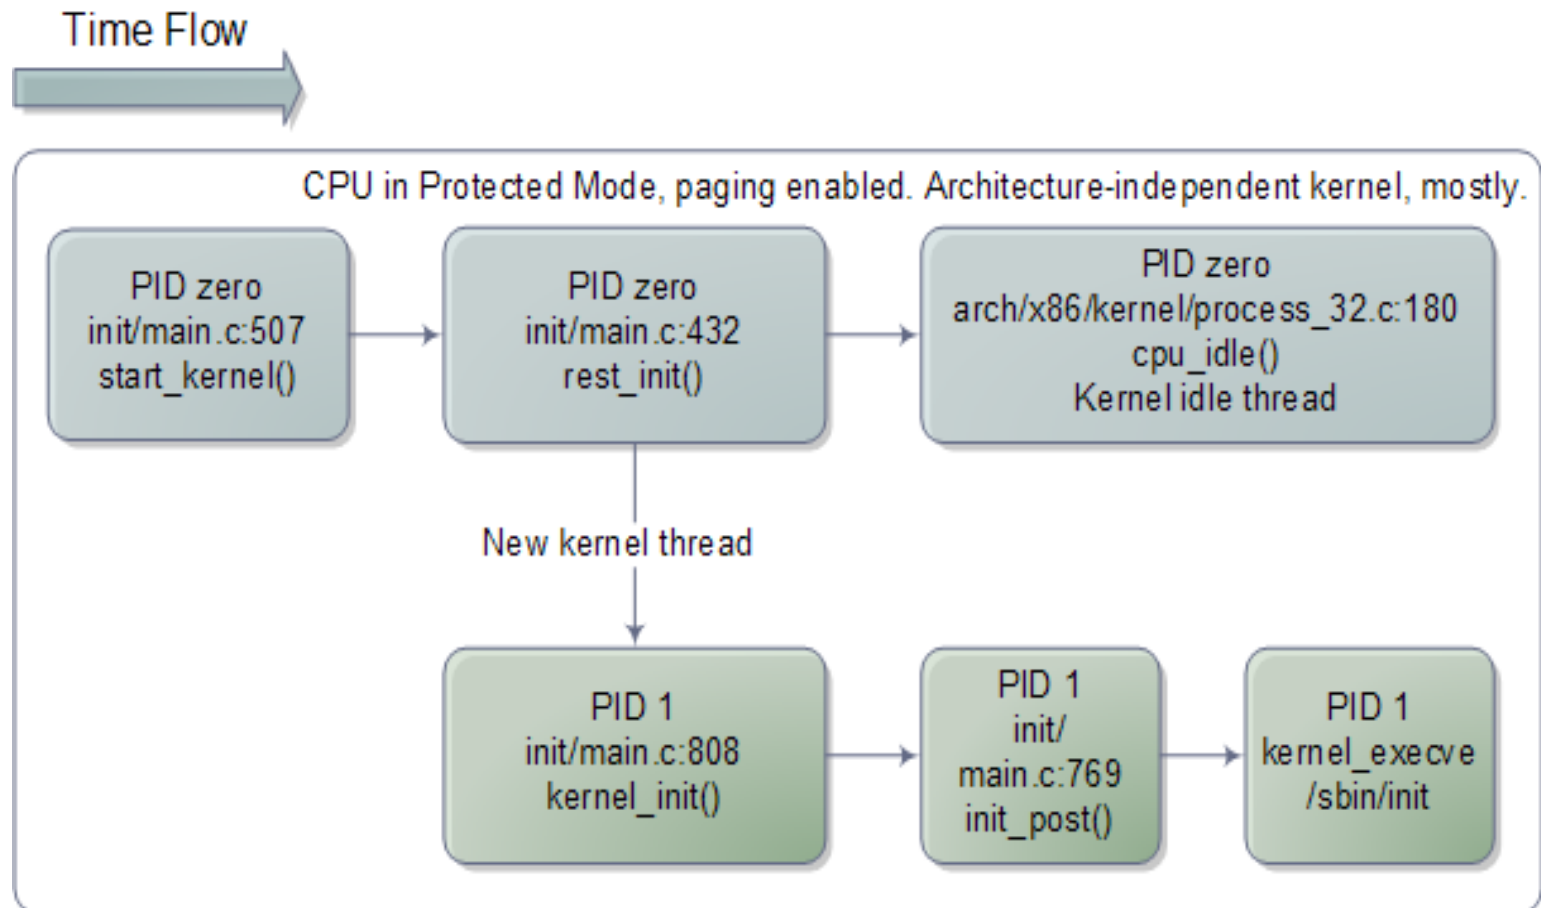 Time Flow
CPU in Protected Mode, paging enabled. Architecture-independent kernel, mostly.
PID zero
init/main.c:507
start_kernel()
PID zero
init/main.c:432
rest_init()
PID zero
arch/x86/kernel/process_32.c:180
cpu_idle()
Kernel idle thread
New kernel thread
PID 1
init/main.c:808
kernel_init()
PID 1
init/
main.c:769
init_post()
PID 1
kernel_execve
/sbin/init